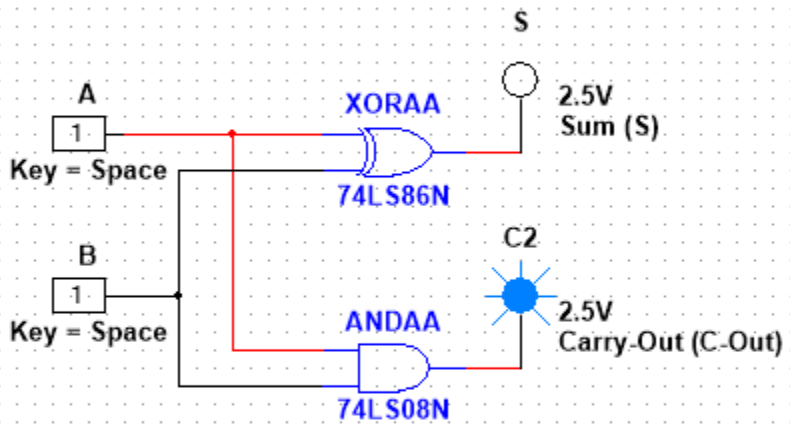 S
A
XORAA
2.5V
Sum (S)
1
Key = Space
74LS86N
B
C2
1
2.5V
Key = Space
ANDAA
Carry-Out (C-Out)
74LS08N